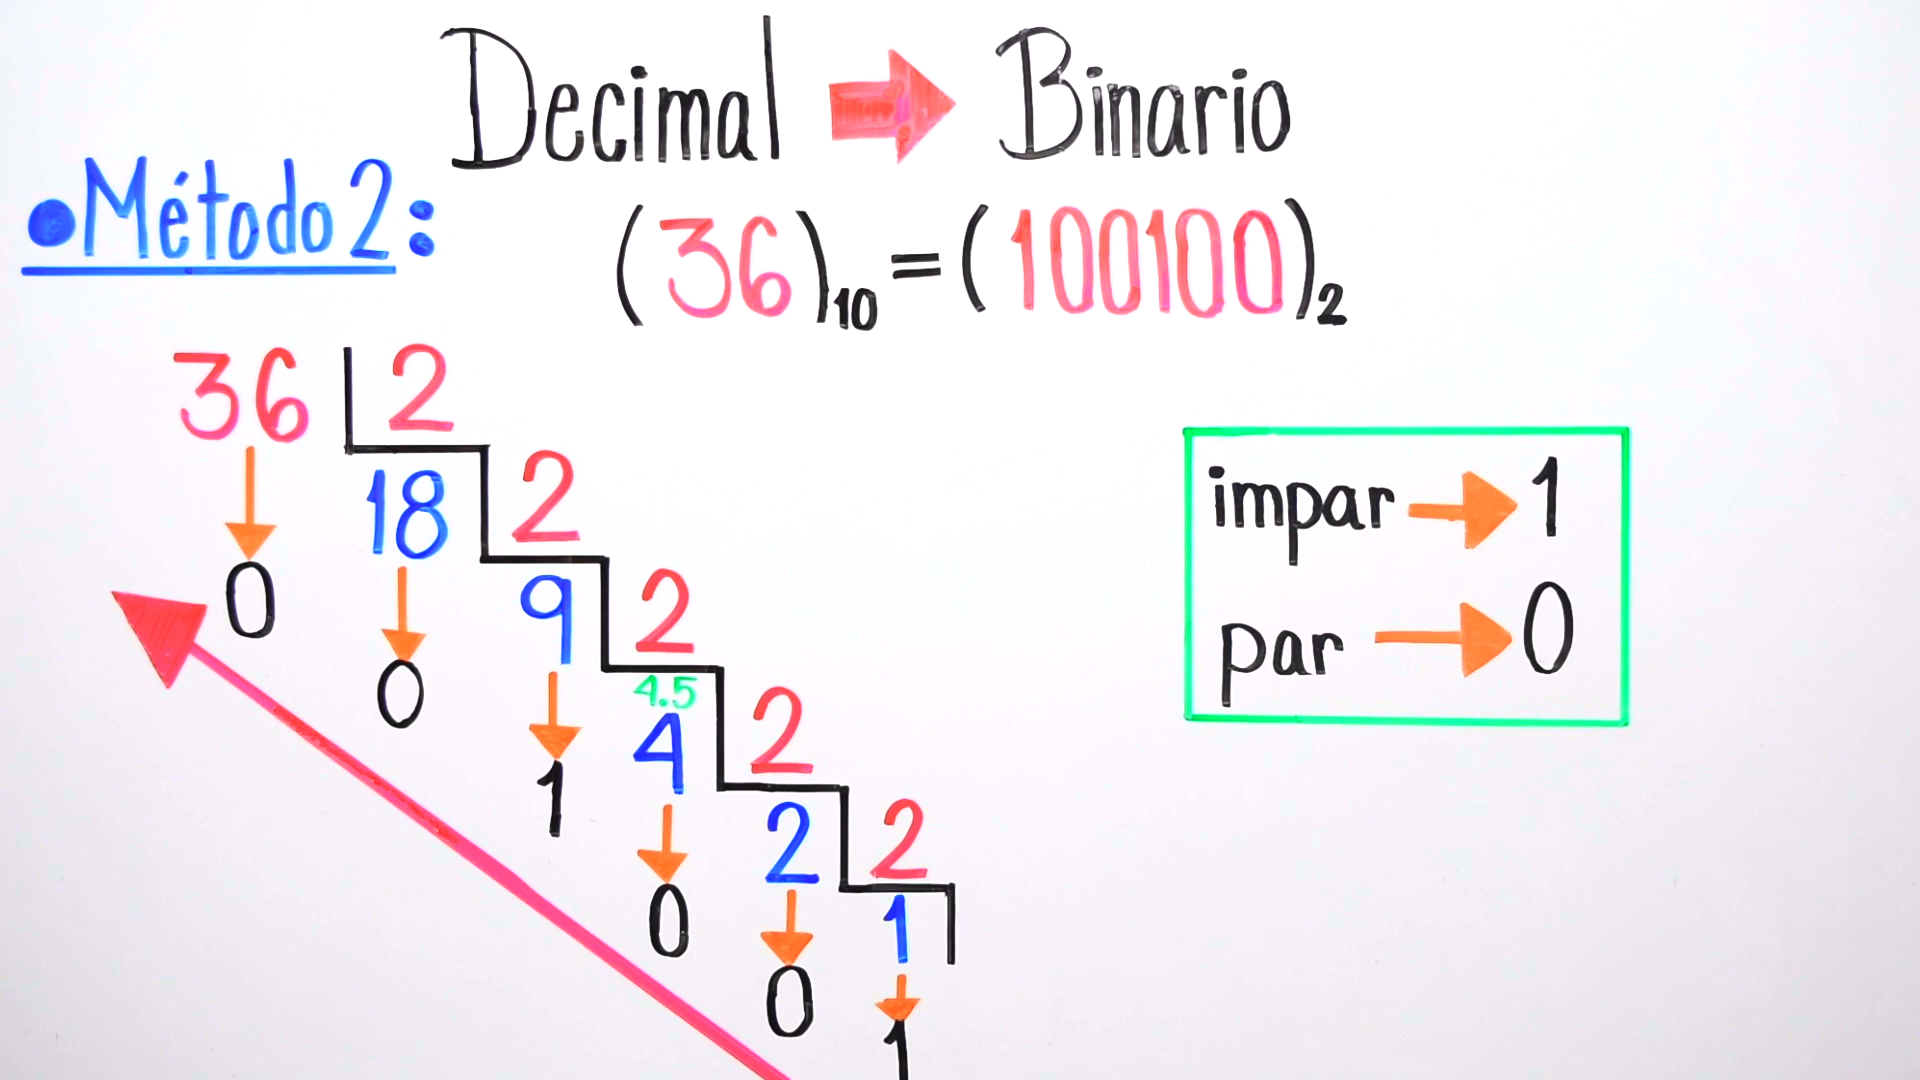 Decimal Binario
•Método 2:
(36)10 = (100100)2
36 2
18 2
9 2
4.5
4 2
2 2
1
0
0
1
0
0
1
impar 1
par 0